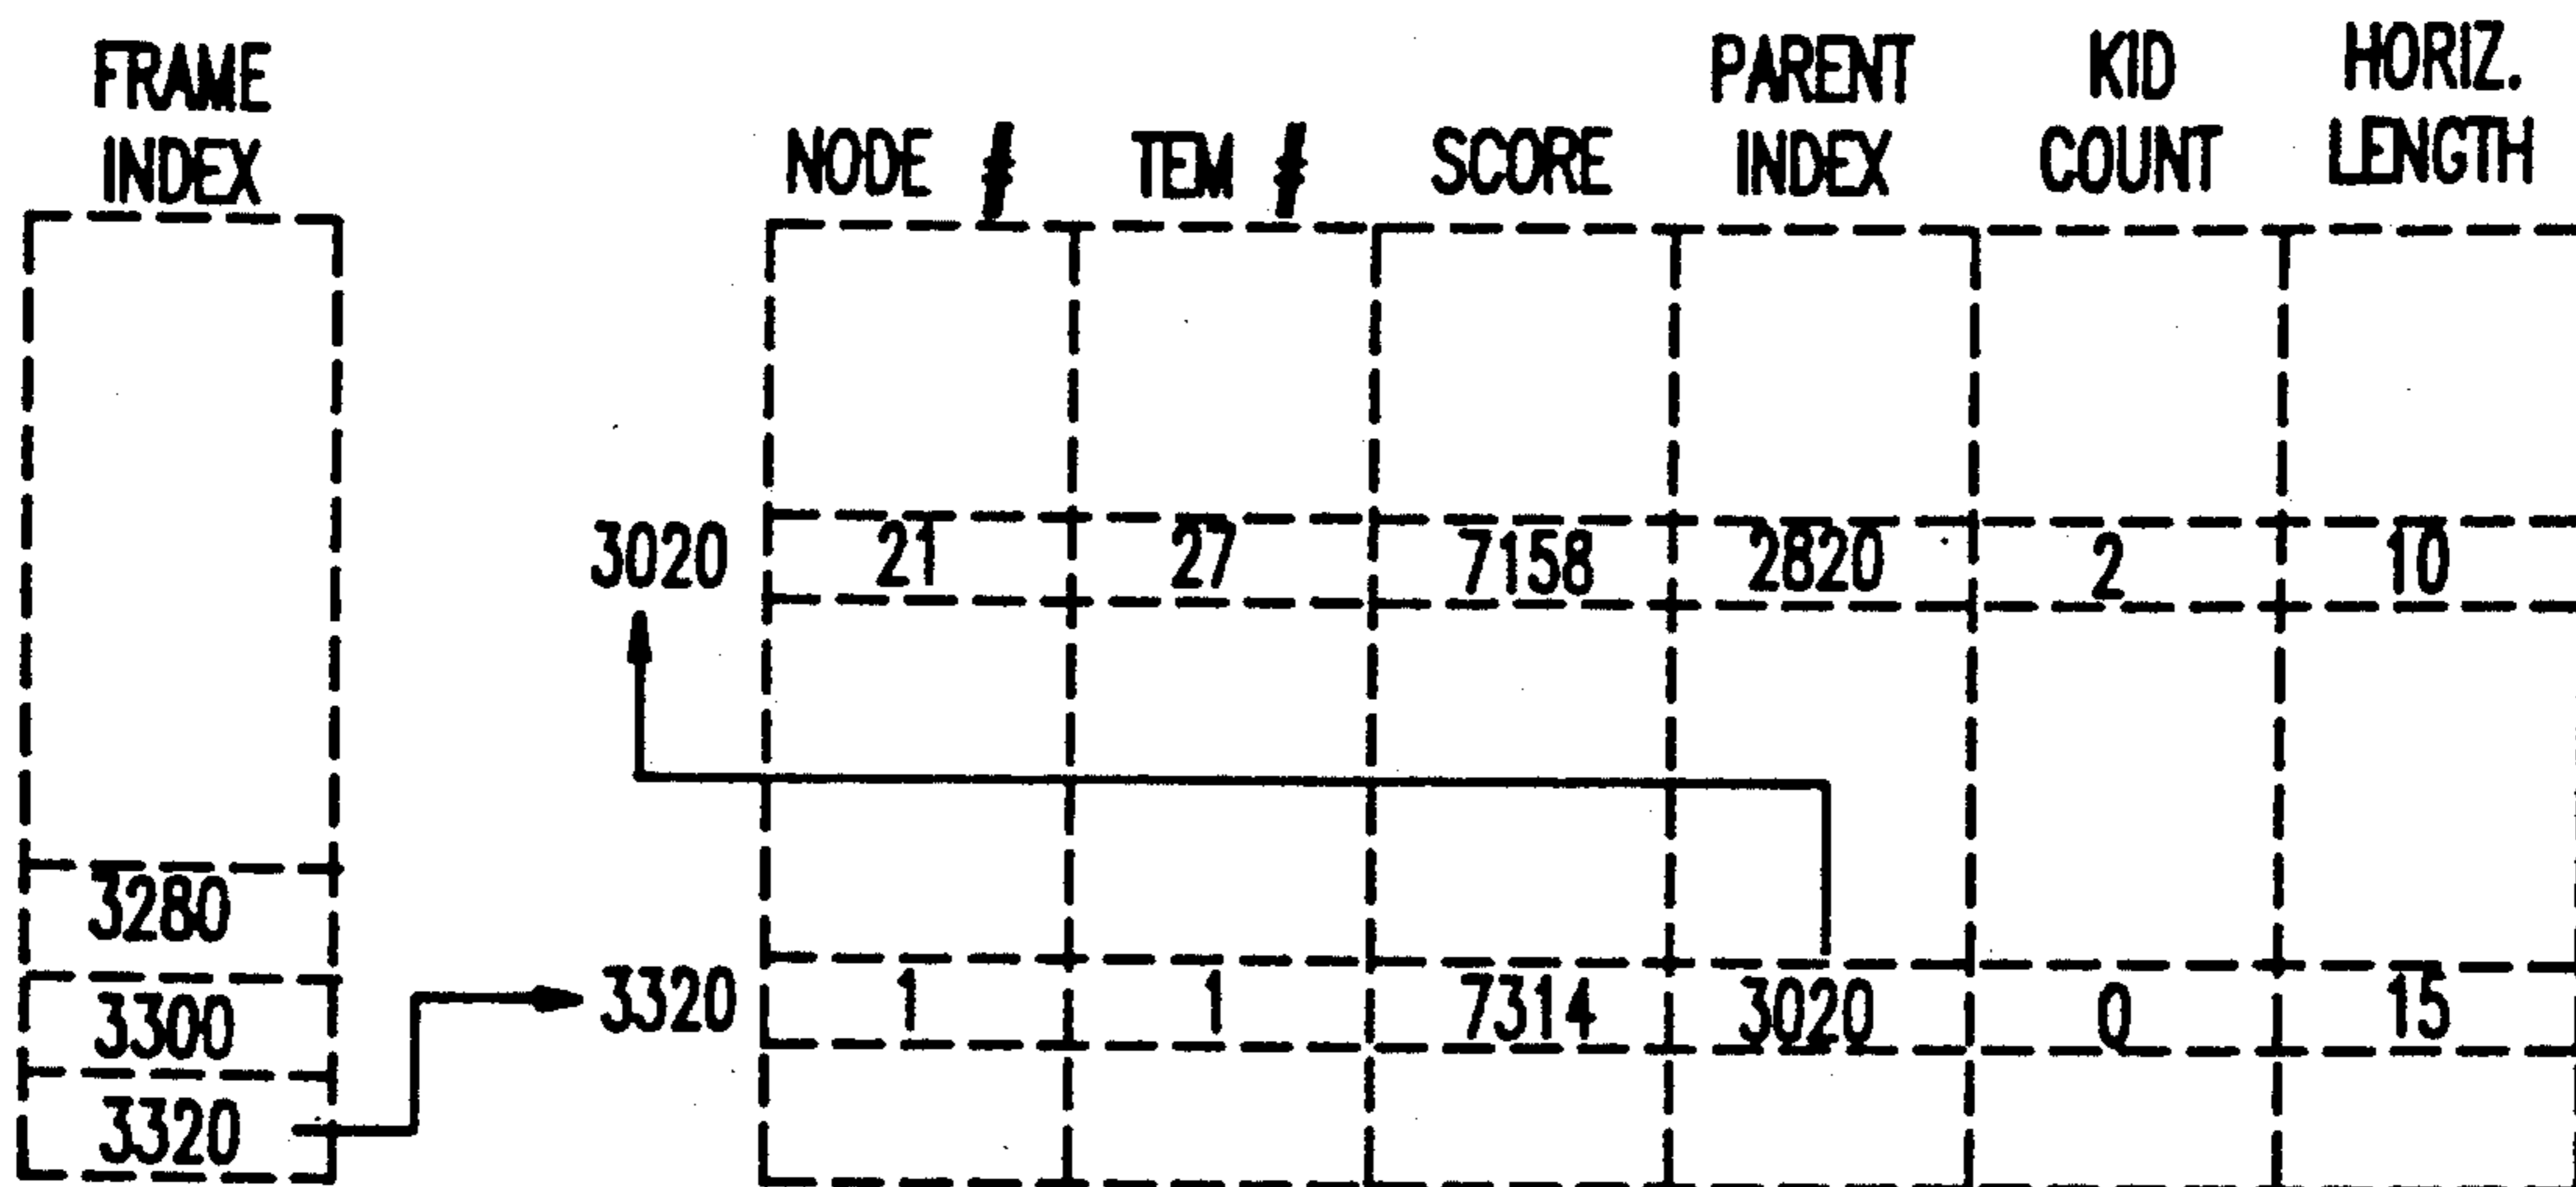 FRAME
INDEX
NODE #
TEM #
SCORE
PARENT
INDEX
KID
COUNT
HORIZ.
LENGTH
3020 21 27 7158 2820 2 10
3280
3300
3320
3320 1 1 7314 3020 0 15